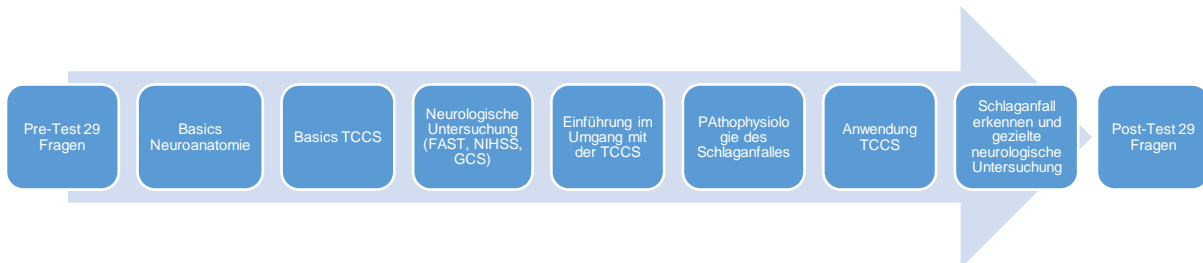 Pre-Test 29
Fragen
Basics
Neuroanatomie
Basics TCCS
Neurologische
Untersuchung
(FAST, NIHSS,
GCS)
Einführung im
Umgang mit
der TCCS
PAthophysiolo
gie des
Schlaganfalles
Anwendung
TCCS
Schlaganfall
erkennen und
gezielte
neurologische
Untersuchung
Post-Test 29
Fragen